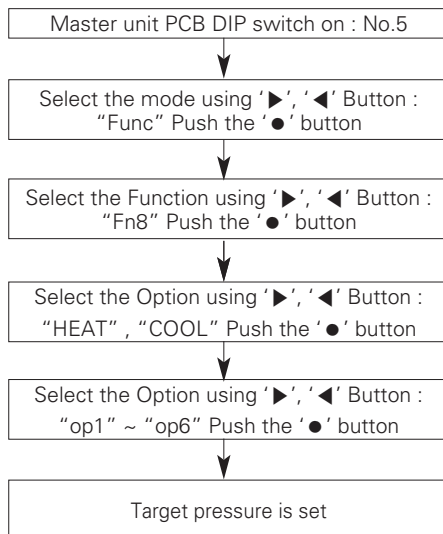 Master unit PCB DIP switch on : No.5
Select the mode using ‘▶’, ‘◀’ Button :
“Func” Push the ‘●’ button
Select the Function using ‘▶’, ‘◀’ Button :
“Fn8” Push the ‘●’ button
Select the Option using ‘▶’, ‘◀’ Button :
“HEAT” , “COOL” Push the ‘●’ button
Select the Option using ‘▶’, ‘◀’ Button :
“op1” ~ “op6” Push the ‘●’ button
Target pressure is set